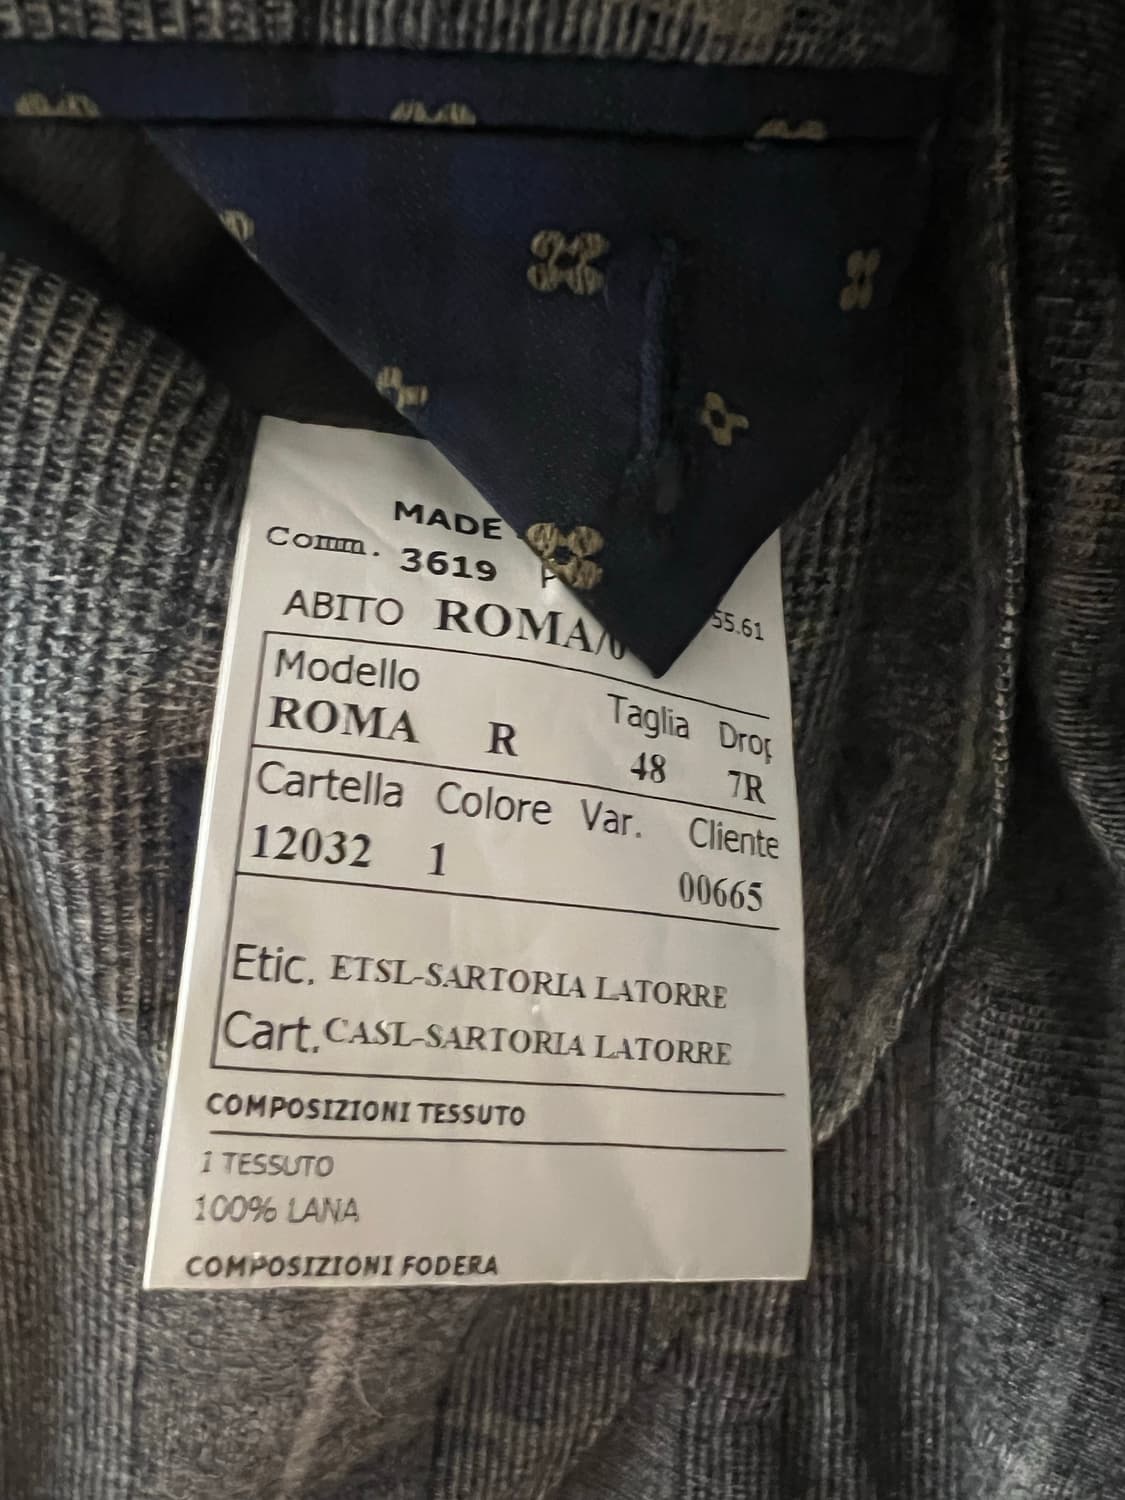 MADE
Comm. 3619
ABITO ROMA/
55.61
Modello Taglia Drop
ROMA R 48 7R
Cartella Colore Var. Cliente
12032 1 00665
Etic. ETSL-SARTORIA LATORRE
Cart. CASL-SARTORIA LATORRE
COMPOSIZIONI TESSUTO
1 TESSUTO
100% LANA
COMPOSIZIONI FODERA